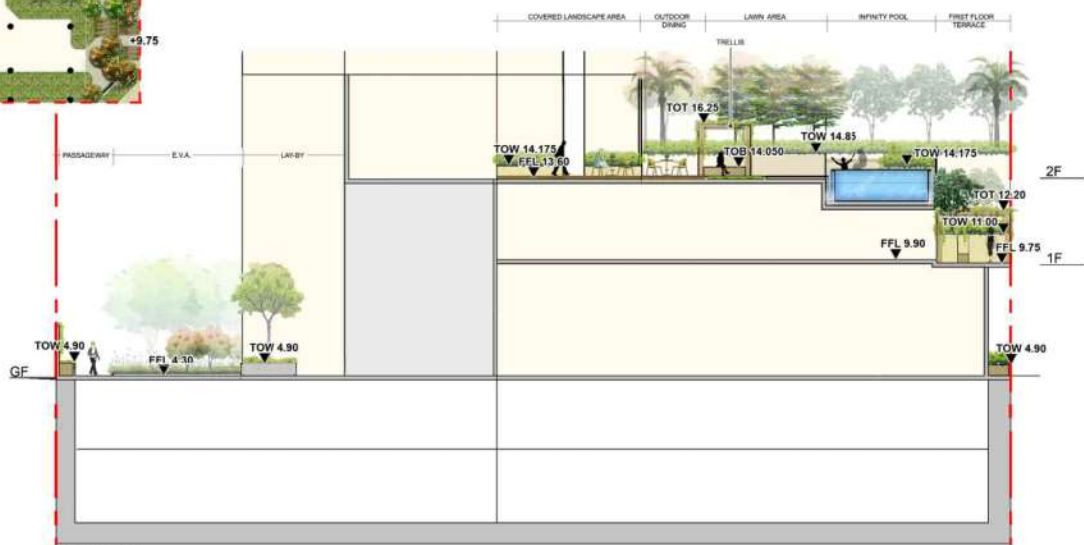 +9.75
COVERED LANDSCAPE AREA
OUTDOOR
DINING
LAWN AREA
INFINITY POOL
FIRST FLOOR
TERRACE
TRELLIS
TOT 16.25
PASSAGEWAY
E.V.A.
LAY-BY
TOW 14.175
FFL 13.60
TOW 14.85
TOB 14.050
TOW 14.175
2F
TOT 12.20
TOW 11.00
FFL 9.90
FFL 9.75
1F
TOW 4.90
FFL 4.30
TOW 4.90
TOW 4.90
GF